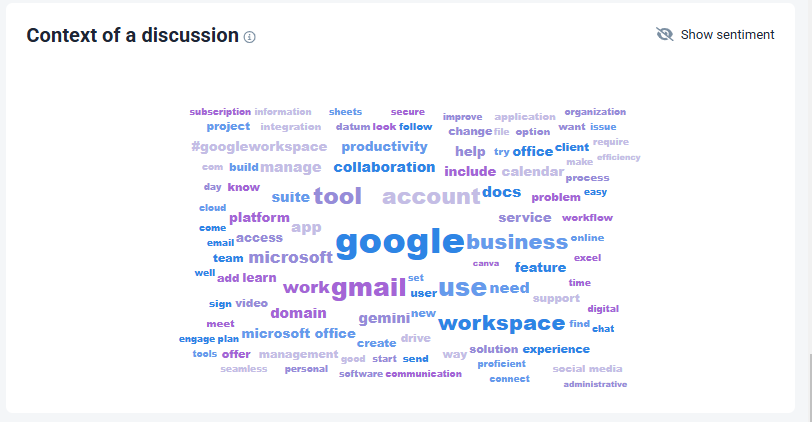 Context of a discussion
Show sentiment
subscription information sheets secure improve application organization
project integration datum look follow change file option want issue
#googleworkspace productivity help try office client require
com build manage collaboration include calendar make efficiency
process
day know suite tool account docs problem easy
cloud platform service workflow
come app
email access google business online
team microsoft canva feature excel
well add learn set time
work gmail user use need support
sign video domain digital
meet gemini new workspace find chat
engage plan microsoft office create drive
tools offer management good start send way solution experience
seamless personal proficient social media
software communication connect administrative